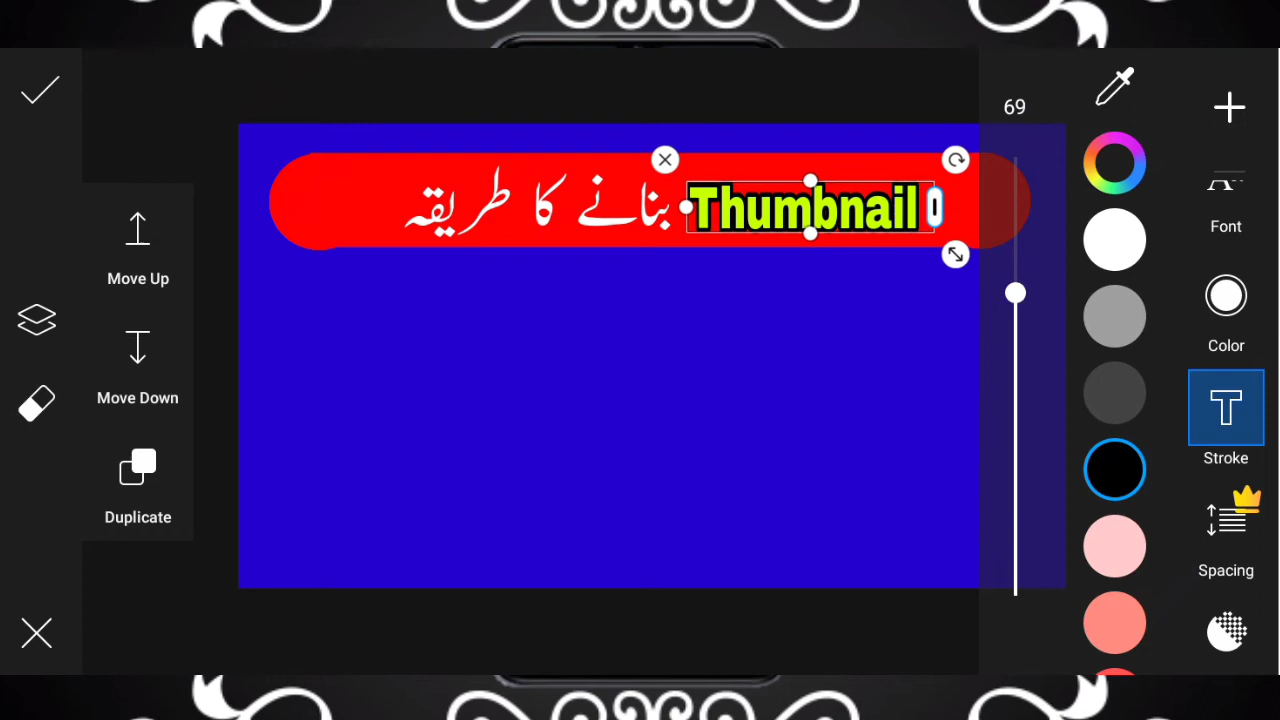 69
Thumbnail بنانے کا طریقہ
Move Up
Move Down
Duplicate
Font
Color
Stroke
Spacing